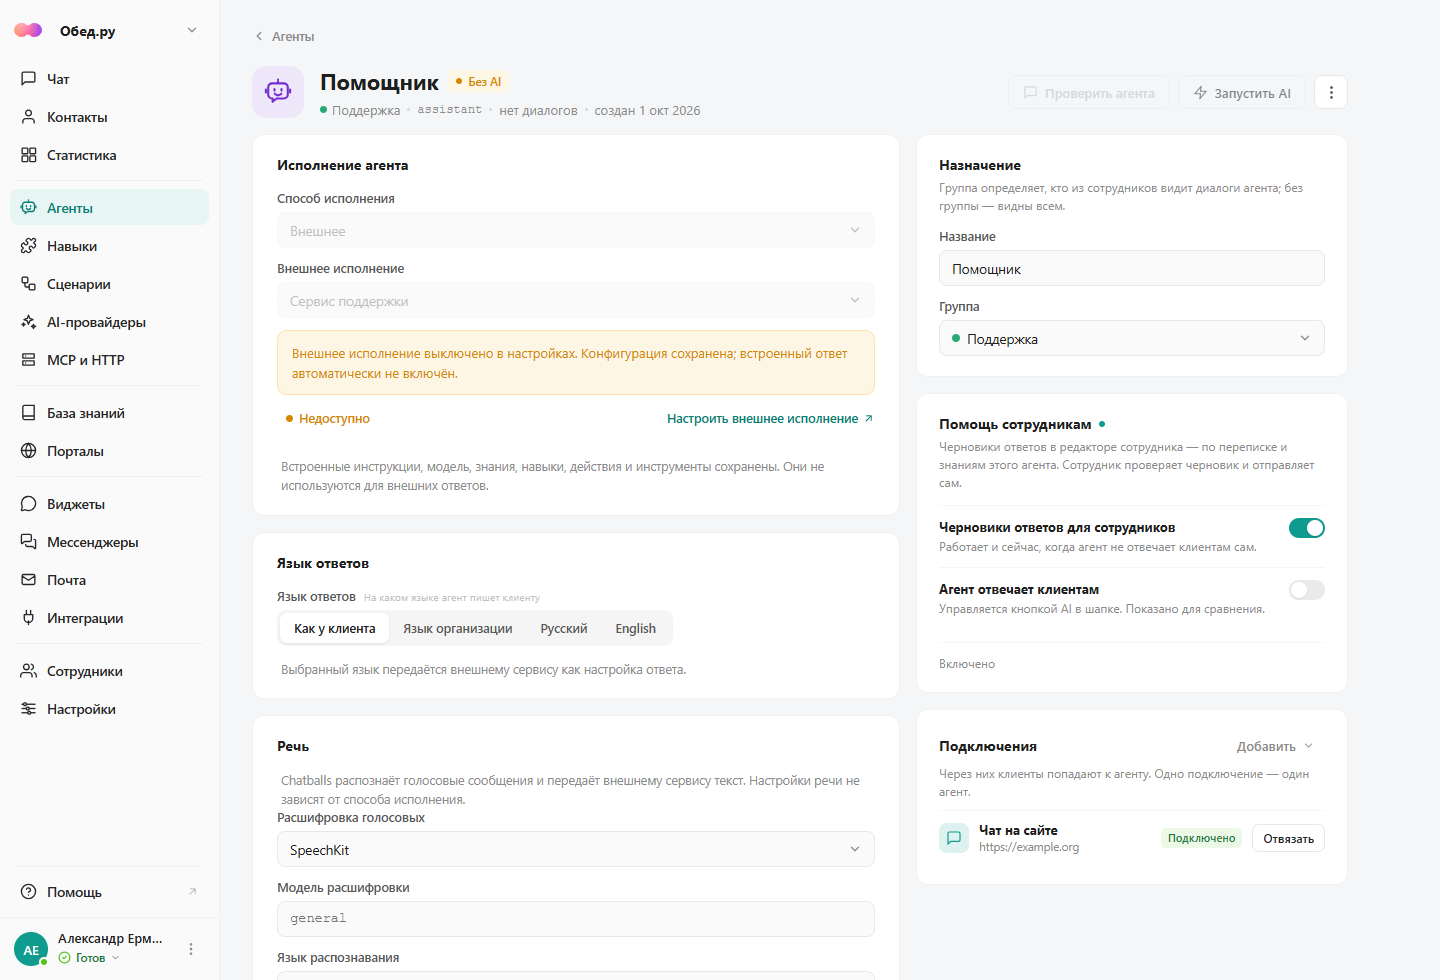 Обед.ру
Чат
Контакты
Статистика
Агенты
Навыки
Сценарии
AI-провайдеры
MCP и HTTP
База знаний
Порталы
Виджеты
Мессенджеры
Почта
Интеграции
Сотрудники
Настройки
Помощь
АЕ
Александр Ерм...
Готов
Агенты
Помощник
Без AI
Поддержка • assistant • нет диалогов • создан 1 окт 2026
Проверить агента
Запустить AI
Исполнение агента
Способ исполнения
Внешнее
Внешнее исполнение
Сервис поддержки
Внешнее исполнение выключено в настройках. Конфигурация сохранена; встроенный ответ
автоматически не включён.
Недоступно
Настроить внешнее исполнение
Встроенные инструкции, модель, знания, навыки, действия и инструменты сохранены. Они не
используются для внешних ответов.
Язык ответов
Язык ответов На каком языке агент пишет клиенту
Как у клиента
Язык организации
Русский
English
Выбранный язык передаётся внешнему сервису как настройка ответа.
Речь
Chatballs распознаёт голосовые сообщения и передаёт внешнему сервису текст. Настройки речи не
зависят от способа исполнения.
Расшифровка голосовых
SpeechKit
Модель расшифровки
general
Язык распознавания
Назначение
Группа определяет, кто из сотрудников видит диалоги агента; без
группы — видны всем.
Название
Помощник
Группа
Поддержка
Помощь сотрудникам
Черновики ответов в редакторе сотрудника — по переписке и
знаниям этого агента. Сотрудник проверяет черновик и отправляет
сам.
Черновики ответов для сотрудников
Работает и сейчас, когда агент не отвечает клиентам сам.
Агент отвечает клиентам
Управляется кнопкой AI в шапке. Показано для сравнения.
Включено
Подключения
Добавить
Через них клиенты попадают к агенту. Одно подключение — один
агент.
Чат на сайте
https://example.org
Подключено
Отвязать